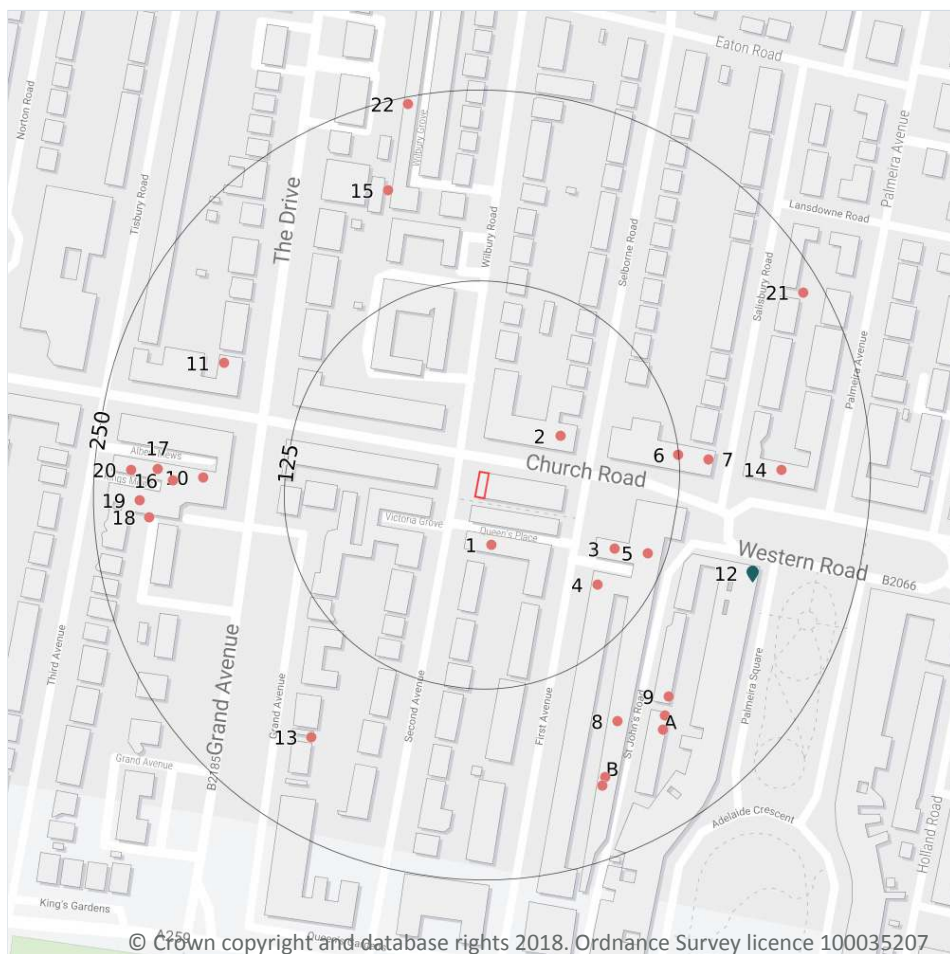 Eaton Road
Norton Road
The Drive
22
Wilbury Grove
Palmeira Avenue
15
Tisbury Road
Lansdowne Road
Wilbury Road
Selborne Road
Salisbury Road
21
11
Palmeira Avenue
250
125
2
Church Road
6
7
14
17
20
16
10
19
18
Victoria Grove
Queen's Place
1
3
5
4
12
Western Road
B2066
Third Avenue
Grand Avenue
Grand Avenue
Second Avenue
First Avenue
St John's Road
Palmeira Square
9
A
8
13
B
B2185
Grand Avenue
Adelaide Crescent
Holland Road
King's Gardens
A259
© Crown copyright and database rights 2018. Ordnance Survey licence 100035207